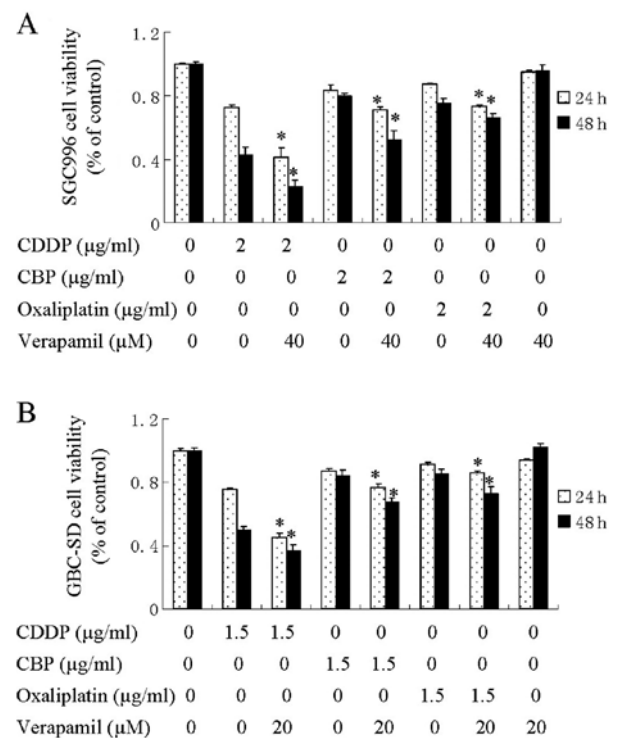 A
SGC996 cell viability
(% of control)
1.2
0.8
0.4
0
* * * * * *
24 h
48 h
CDDP (μg/ml) 0 2 2 0 0 0 0 0
CBP (μg/ml) 0 0 0 2 2 0 0 0
Oxaliplatin (μg/ml) 0 0 0 0 0 2 2 0
Verapamil (μM) 0 0 40 0 40 0 40 40
B
GBC-SD cell viability
(% of control)
1.2
0.8
0.4
0
* * * * * *
24 h
48 h
CDDP (μg/ml) 0 1.5 1.5 0 0 0 0 0
CBP (μg/ml) 0 0 0 1.5 1.5 0 0 0
Oxaliplatin (μg/ml) 0 0 0 0 0 1.5 1.5 0
Verapamil (μM) 0 0 20 0 20 0 20 20